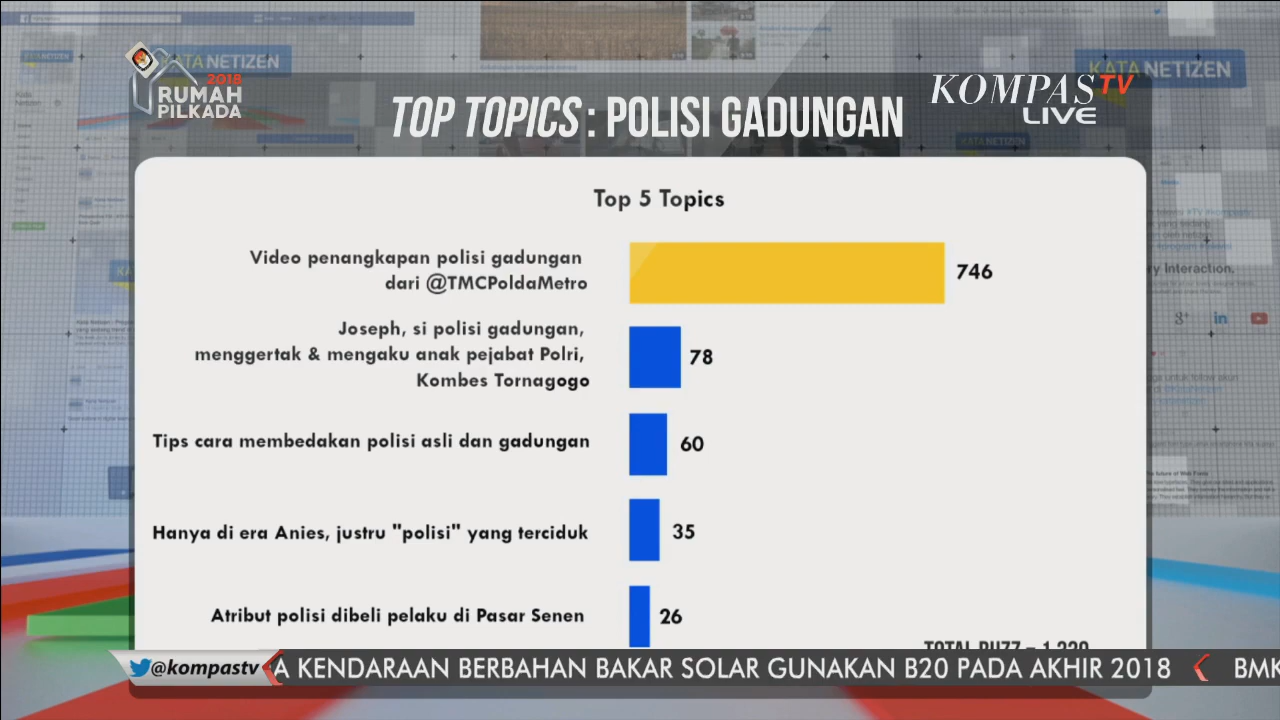 KATA NETIZEN
2018
RUMAH
PILKADA
KOMPASTV
LIVE
KATA NETIZEN
TOP TOPICS : POLISI GADUNGAN
Top 5 Topics
Video penangkapan polisi gadungan
dari @TMCPoldaMetro
746
Joseph, si polisi gadungan,
menggertak & mengaku anak pejabat Polri,
Kombes Tornagogo
78
Tips cara membedakan polisi asli dan gadungan
60
Hanya di era Anies, justru "polisi" yang terciduk
35
Atribut polisi dibeli pelaku di Pasar Senen
26
@kompastv
A KENDARAAN BERBAHAN BAKAR SOLAR GUNAKAN B20 PADA AKHIR 2018
BMK